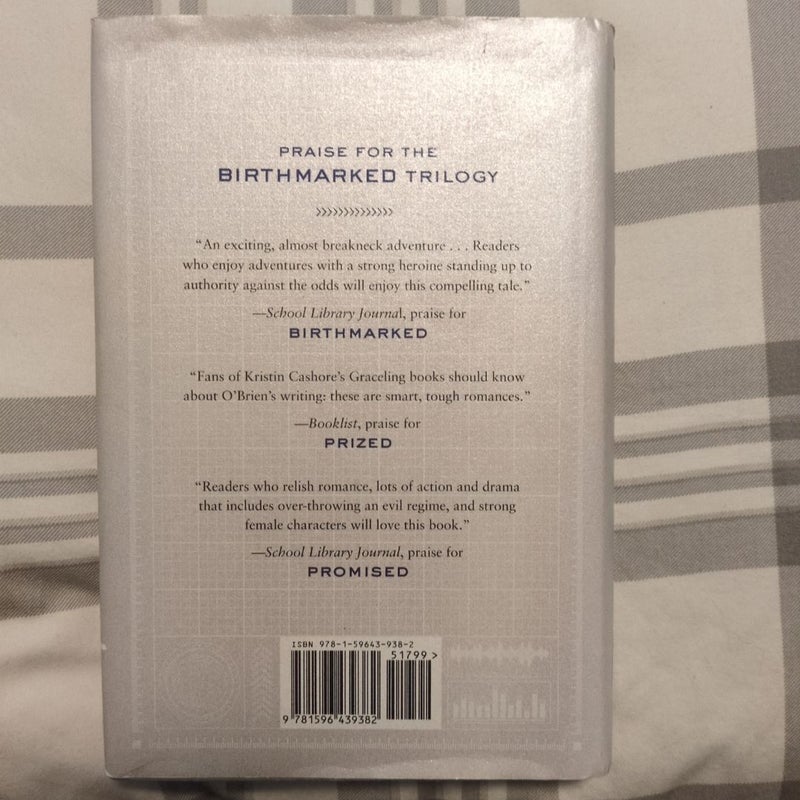 PRAISE FOR THE
BIRTHMARKED TRILOGY
“An exciting, almost breakneck adventure . . . Readers
who enjoy adventures with a strong heroine standing up to
authority against the odds will enjoy this compelling tale.”
—School Library Journal, praise for
BIRTHMARKED
“Fans of Kristin Cashore’s Graceling books should know
about O’Brien’s writing: these are smart, tough romances.”
—Booklist, praise for
PRIZED
“Readers who relish romance, lots of action and drama
that includes over-throwing an evil regime, and strong
female characters will love this book.”
—School Library Journal, praise for
PROMISED
ISBN 978-1-59643-938-2
51799 >
9 781596 439382